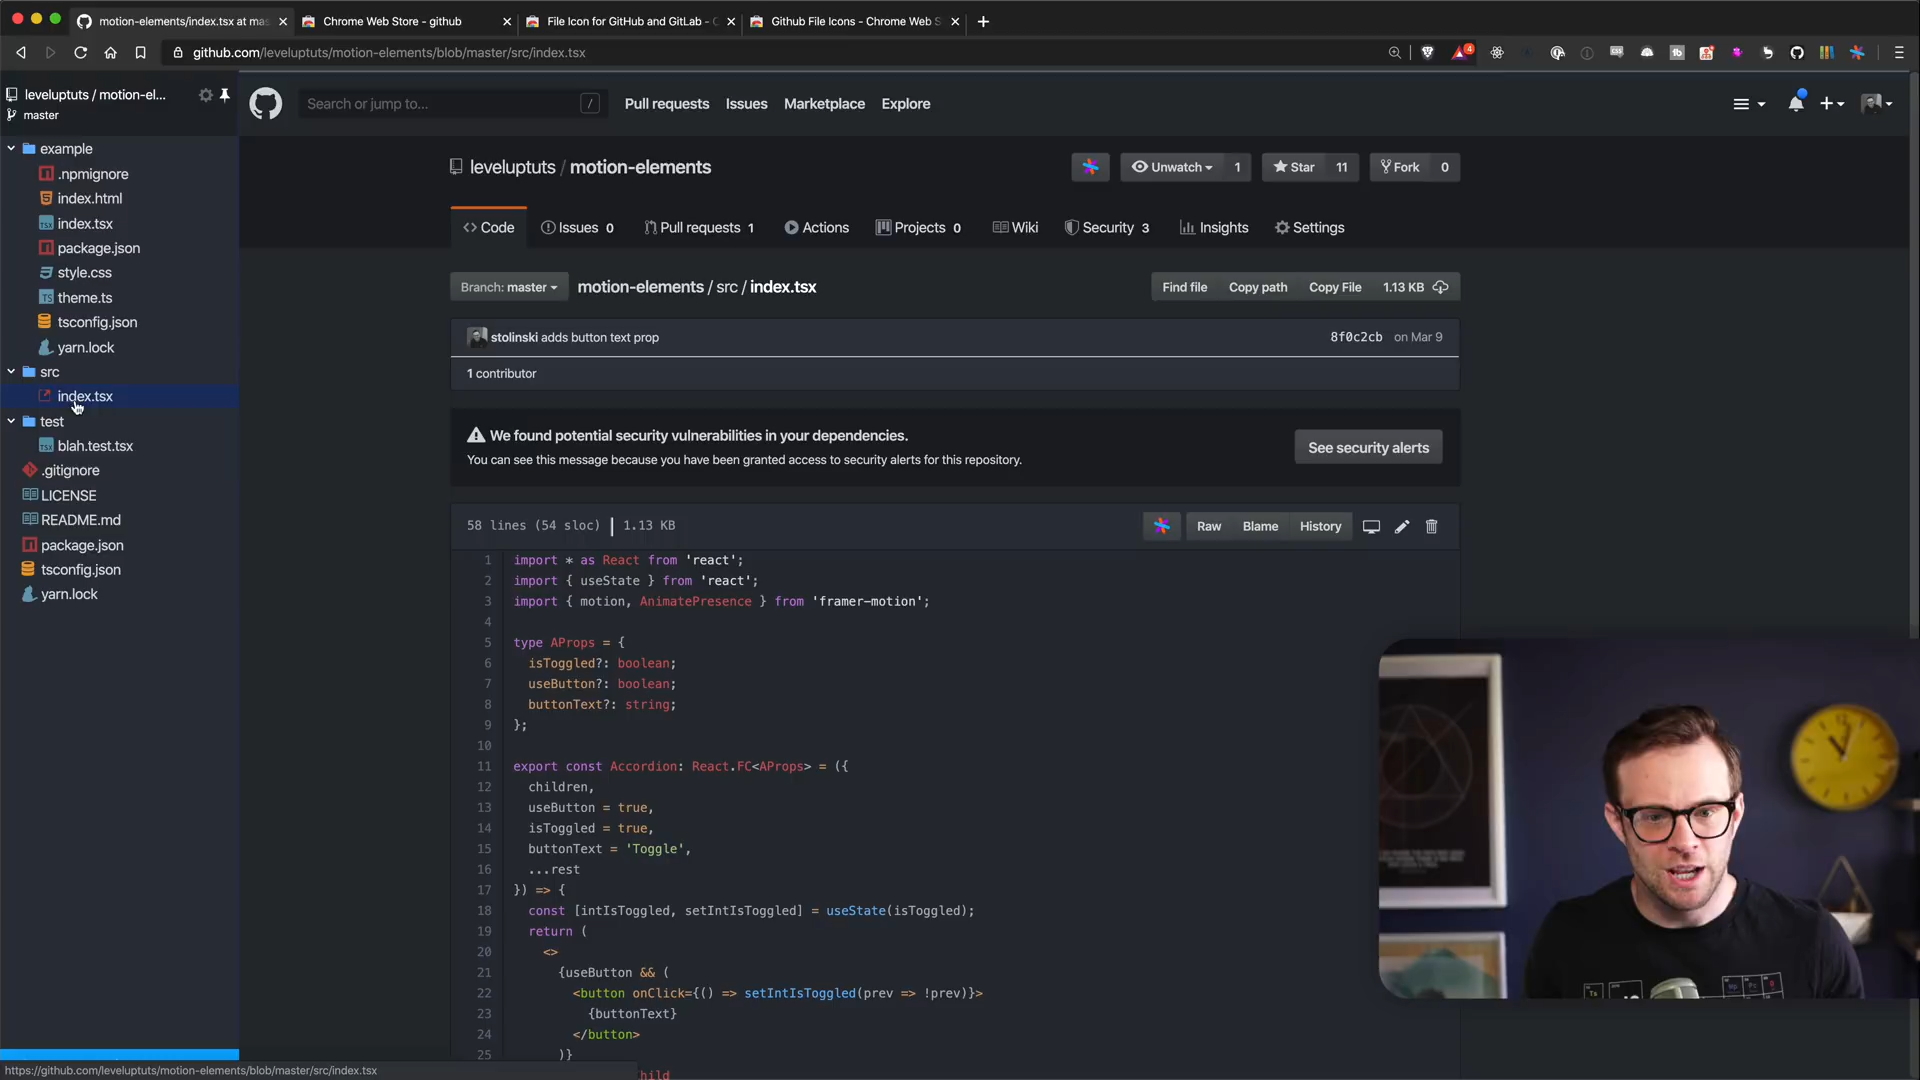 motion-elements/index.tsx at mas
Chrome Web Store - github
File Icon for GitHub and GitLab - C
Github File Icons - Chrome Web S
github.com/leveluptuts/motion-elements/blob/master/src/index.tsx
4
leveluptuts / motion-el...
master
Search or jump to...
/
Pull requests
Issues
Marketplace
Explore
example
.npmignore
index.html
index.tsx
package.json
style.css
theme.ts
tsconfig.json
yarn.lock
src
index.tsx
test
blah.test.tsx
.gitignore
LICENSE
README.md
package.json
tsconfig.json
yarn.lock
leveluptuts / motion-elements
Unwatch 1
Star 11
Fork 0
Code
Issues 0
Pull requests 1
Actions
Projects 0
Wiki
Security 3
Insights
Settings
Branch: master
motion-elements / src / index.tsx
Find file
Copy path
Copy File
1.13 KB
stolinski adds button text prop
8f0c2cb on Mar 9
1 contributor
We found potential security vulnerabilities in your dependencies.
You can see this message because you have been granted access to security alerts for this repository.
See security alerts
58 lines (54 sloc) 1.13 KB
Raw
Blame
History
1 import * as React from 'react';
2 import { useState } from 'react';
3 import { motion, AnimatePresence } from 'framer-motion';
4
5 type AProps = {
6 isToggled?: boolean;
7 useButton?: boolean;
8 buttonText?: string;
9 };
10
11 export const Accordion: React.FC<AProps> = ({
12 children,
13 useButton = true,
14 isToggled = true,
15 buttonText = 'Toggle',
16 ...rest
17 }) => {
18 const [intIsToggled, setIntIsToggled] = useState(isToggled);
19 return (
20 <>
21 {useButton && (
22 <button onClick={() => setIntIsToggled(prev => !prev)}>
23 {buttonText}
24 </button>
25 )}
hild
https://github.com/leveluptuts/motion-elements/blob/master/src/index.tsx